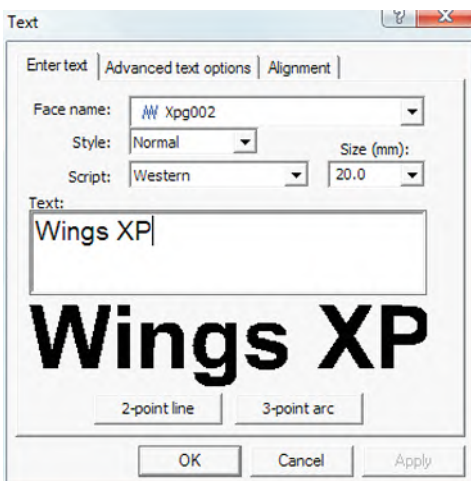 Text
Enter text Advanced text options Alignment
Face name: Xpg002
Style: Normal Size (mm):
Script: Western 20.0
Text:
Wings XP
Wings XP
2-point line 3-point arc
OK Cancel Apply